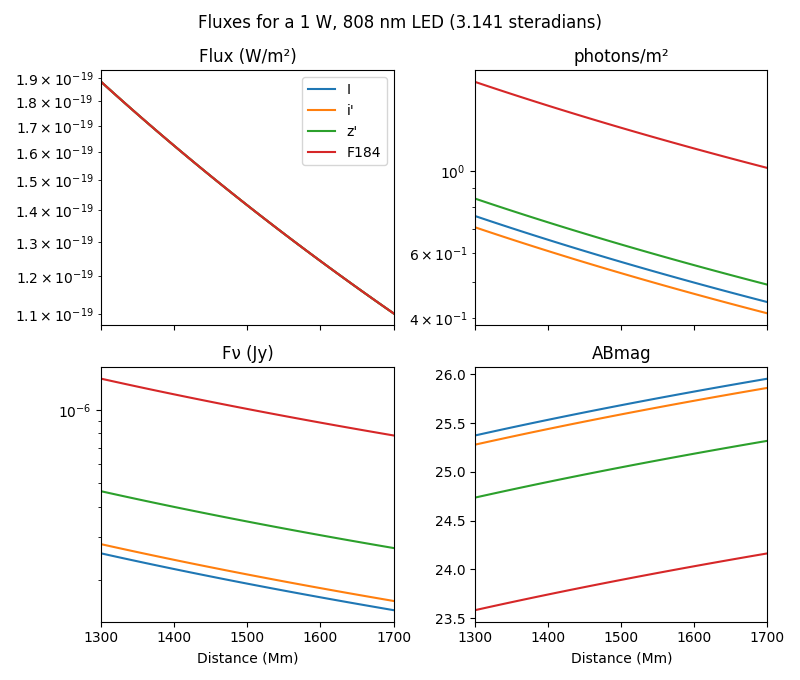 Fluxes for a 1 W, 808 nm LED (3.141 steradians)
Flux (W/m²)
1.9 × 10⁻¹⁹
1.8 × 10⁻¹⁹
1.7 × 10⁻¹⁹
1.6 × 10⁻¹⁹
1.5 × 10⁻¹⁹
1.4 × 10⁻¹⁹
1.3 × 10⁻¹⁹
1.2 × 10⁻¹⁹
1.1 × 10⁻¹⁹
I
i'
z'
F184
photons/m²
10⁰
6 × 10⁻¹
4 × 10⁻¹
Fν (Jy)
10⁻⁶
1300 1400 1500 1600 1700
Distance (Mm)
ABmag
26.0
25.5
25.0
24.5
24.0
23.5
1300 1400 1500 1600 1700
Distance (Mm)